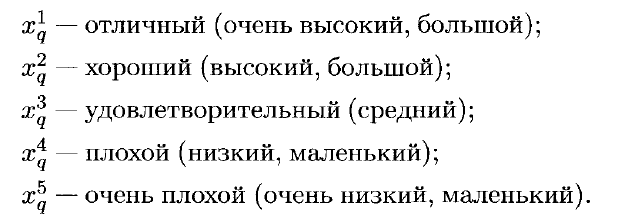 $x_q^1$ — отличный (очень высокий, большой);
$x_q^2$ — хороший (высокий, большой);
$x_q^3$ — удовлетворительный (средний);
$x_q^4$ — плохой (низкий, маленький);
$x_q^5$ — очень плохой (очень низкий, маленький).